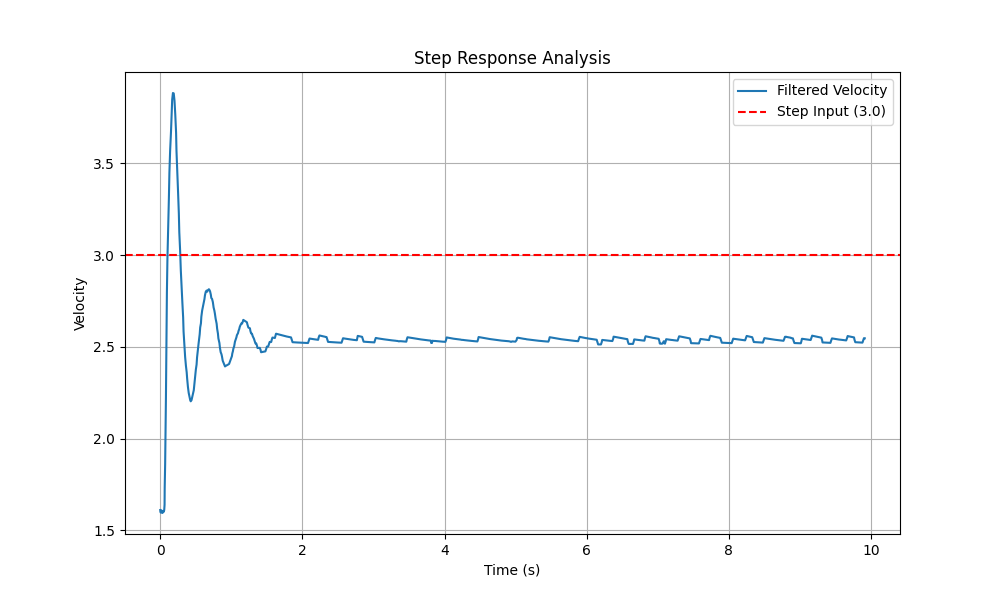 Step Response Analysis
Filtered Velocity
Step Input (3.0)
Velocity
3.5
3.0
2.5
2.0
1.5
0 2 4 6 8 10
Time (s)